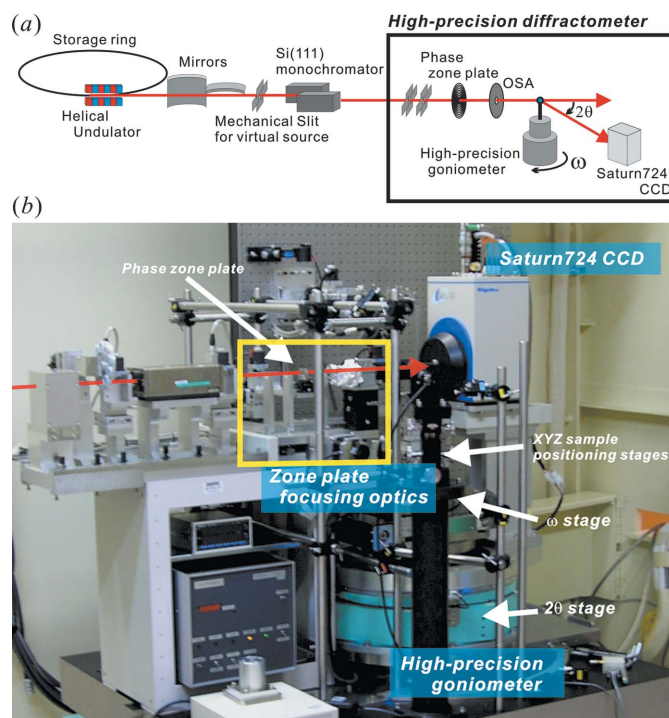 (a)
High-precision diffractometer
Storage ring
Mirrors
Si(111)
monochromator
Phase
zone plate
OSA
2θ
Helical
Undulator
Mechanical Slit
for virtual source
High-precision
goniometer
ω
Saturn724
CCD
(b)
Saturn724 CCD
Phase zone plate
XYZ sample
positioning stages
Zone plate
focusing optics
ω stage
2θ stage
High-precision
goniometer